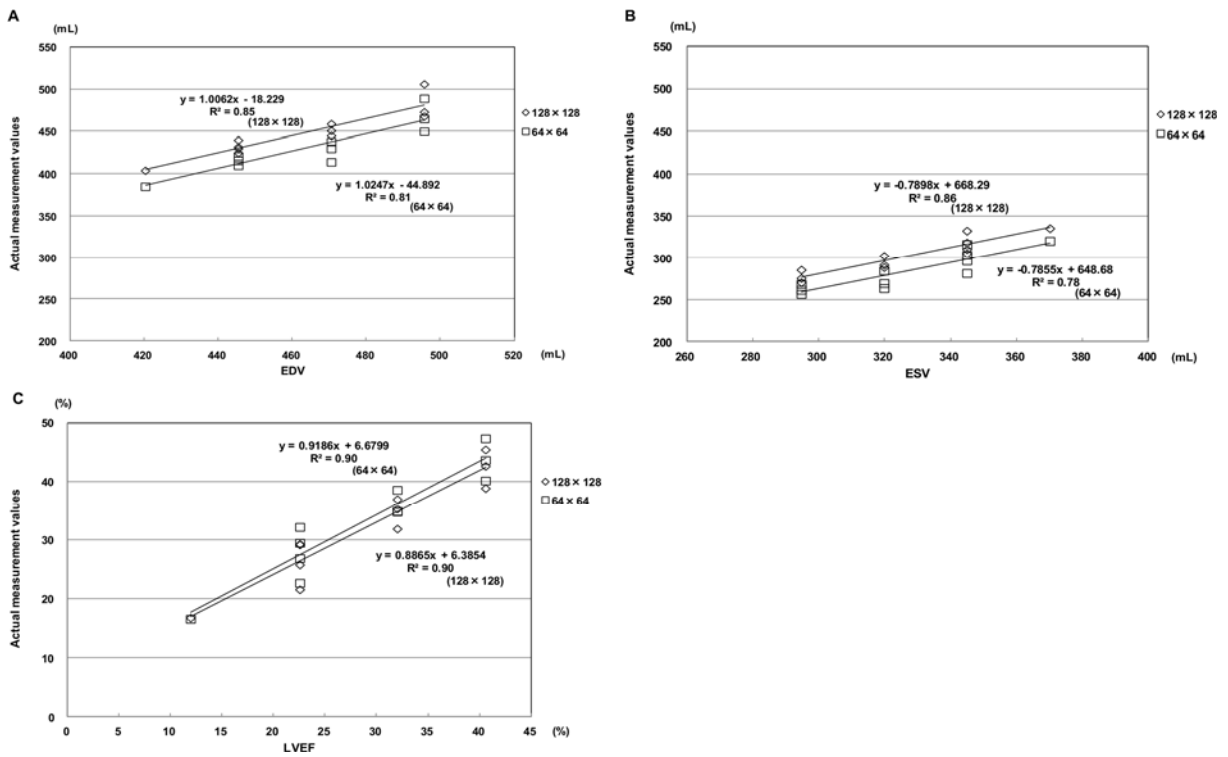 A
(mL)
550
500
450
400
350
300
250
200
Actual measurement values
400
420
440
460
480
500
520
(mL)
EDV
y = 1.0062x - 18.229
R² = 0.85
(128×128)
y = 1.0247x - 44.892
R² = 0.81
(64×64)
128×128
64×64
B
(mL)
550
500
450
400
350
300
250
200
Actual measurement values
260
280
300
320
340
360
380
400
(mL)
ESV
y = -0.7898x + 668.29
R² = 0.86
(128×128)
y = -0.7855x + 648.68
R² = 0.78
(64×64)
128×128
64×64
C
(%)
50
40
30
20
10
0
Actual measurement values
0
5
10
15
20
25
30
35
40
45
(%)
LVEF
y = 0.9186x + 6.6799
R² = 0.90
(64×64)
y = 0.8865x + 6.3854
R² = 0.90
(128×128)
128×128
64×64